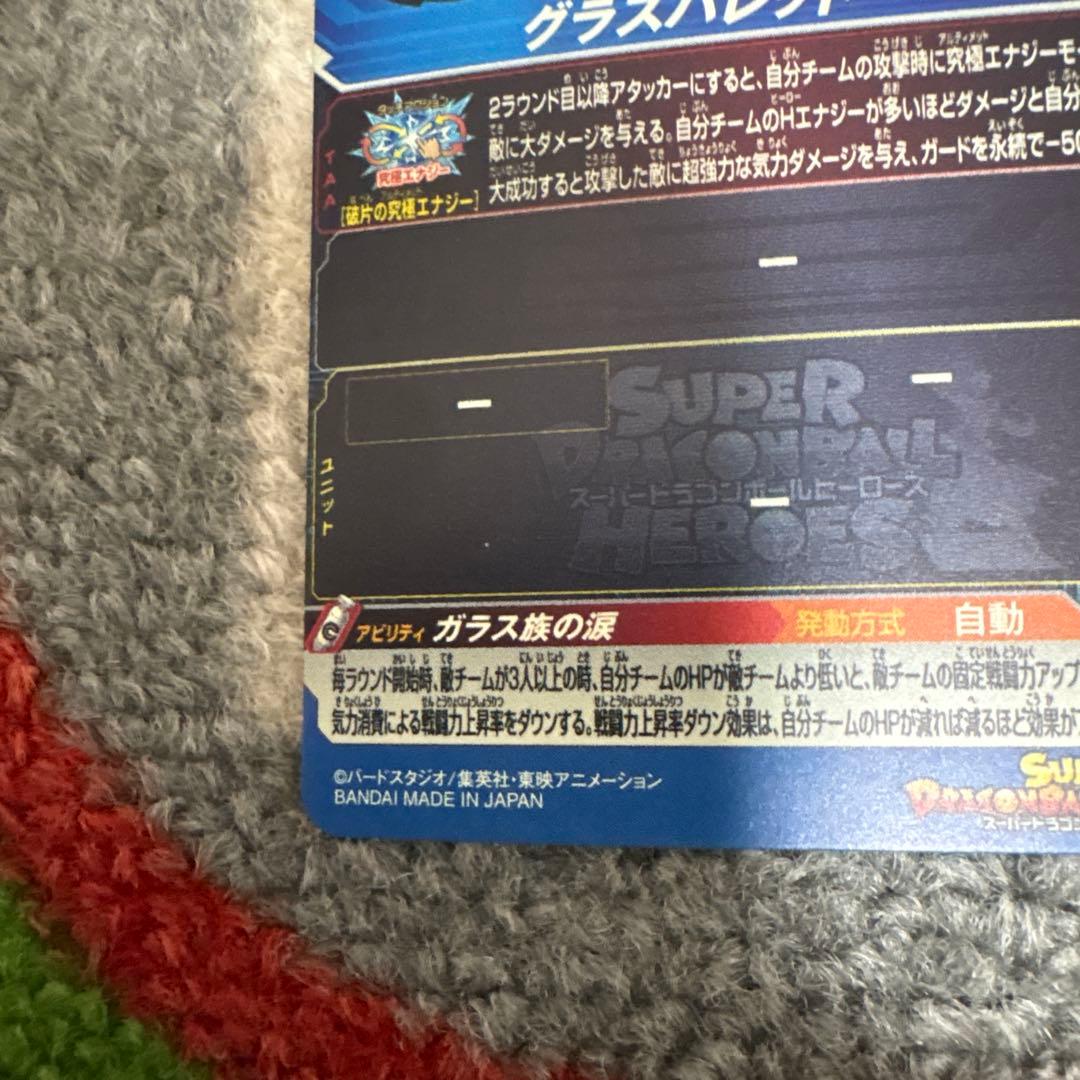 グラスバレット
2ラウンド目以降アタッカーにすると、自分チームの攻撃時に究極エナジーモー
敵に大ダメージを与える。自分チームのHエナジーが多いほどダメージと自分
大成功すると攻撃した敵に超強力な気力ダメージを与え、ガードを永続で-50
TAA
タッチアクション
究極エナジー
[破片の究極エナジー]
ー
ー
ー
ー
ユニット
SUPER
DRAGONBALL
スーパードラゴンボールヒーローズ
HEROES
アビリティ ガラス族の涙 発動方式 自動
毎ラウンド開始時、敵チームが3人以上の時、自分チームのHPが敵チームより低いと、敵チームの固定戦闘力アップ
気力消費による戦闘力上昇率をダウンする。戦闘力上昇率ダウン効果は、自分チームのHPが減れば減るほど効果が
©バードスタジオ/集英社・東映アニメーション
BANDAI MADE IN JAPAN
SU
DRAGONBA
スーパードラゴン